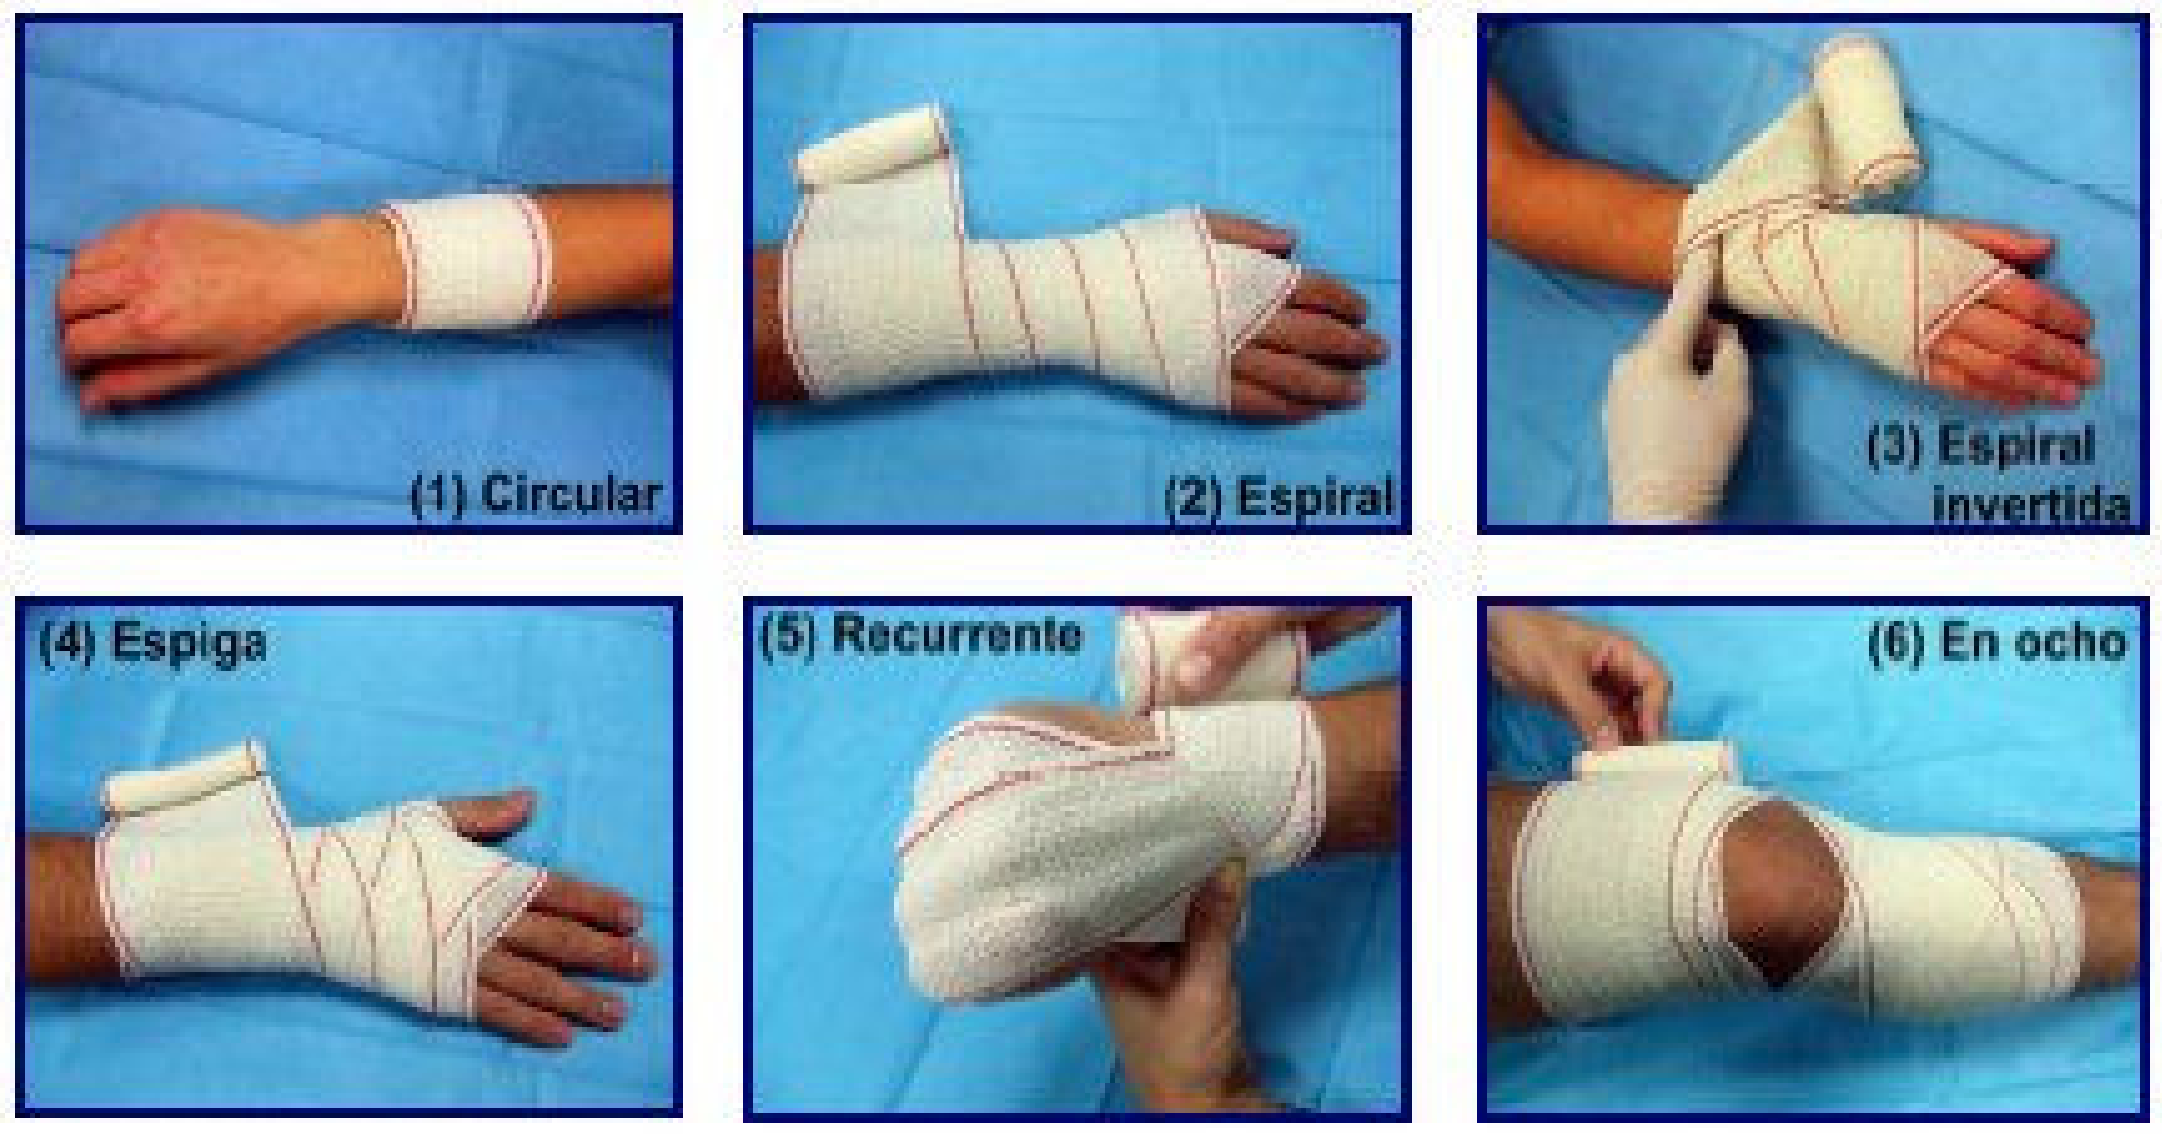 (1) Circular
(2) Espiral
(3) Espiral
invertida
(4) Espiga
(5) Recurrente
(6) En ocho